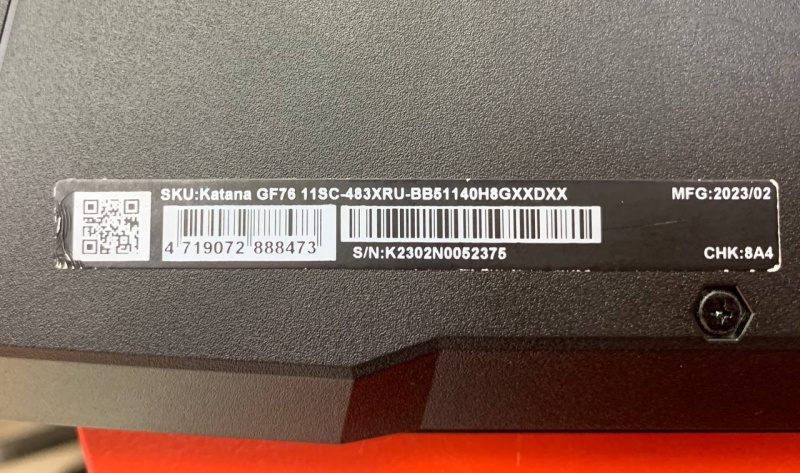 SKU:Katana GF76 11SC-483XRU-BB51140H8GXXDXX
MFG:2023/02
4 719072 888473
S/N:K2302N0052375
CHK:8A4